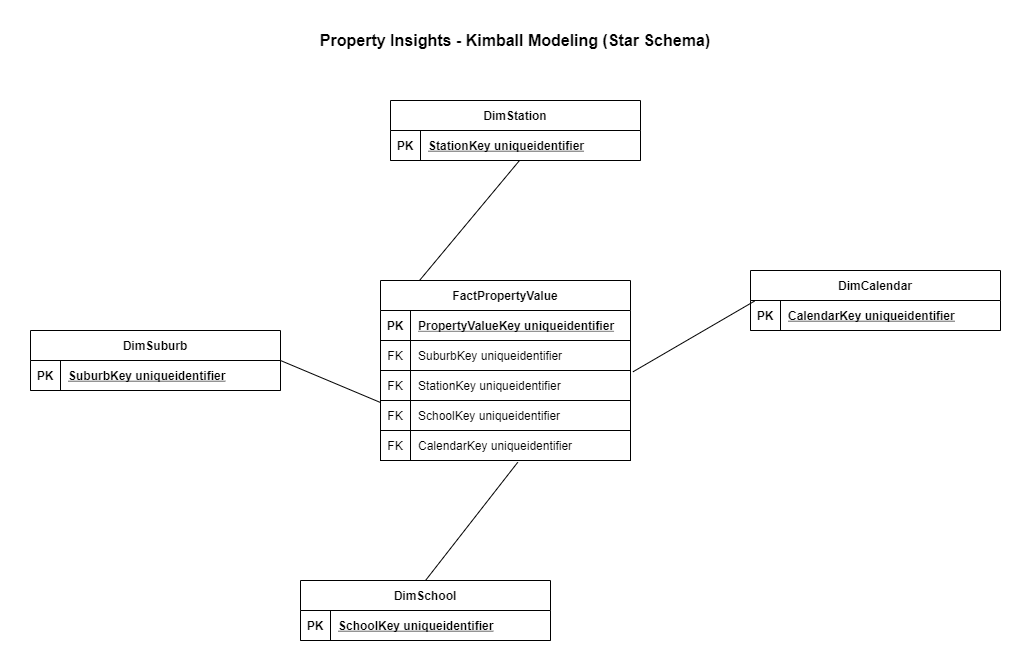 Property Insights - Kimball Modeling (Star Schema)
DimStation
PK StationKey uniqueidentifier
FactPropertyValue
PK PropertyValueKey uniqueidentifier
FK SuburbKey uniqueidentifier
FK StationKey uniqueidentifier
FK SchoolKey uniqueidentifier
FK CalendarKey uniqueidentifier
DimCalendar
PK CalendarKey uniqueidentifier
DimSuburb
PK SuburbKey uniqueidentifier
DimSchool
PK SchoolKey uniqueidentifier